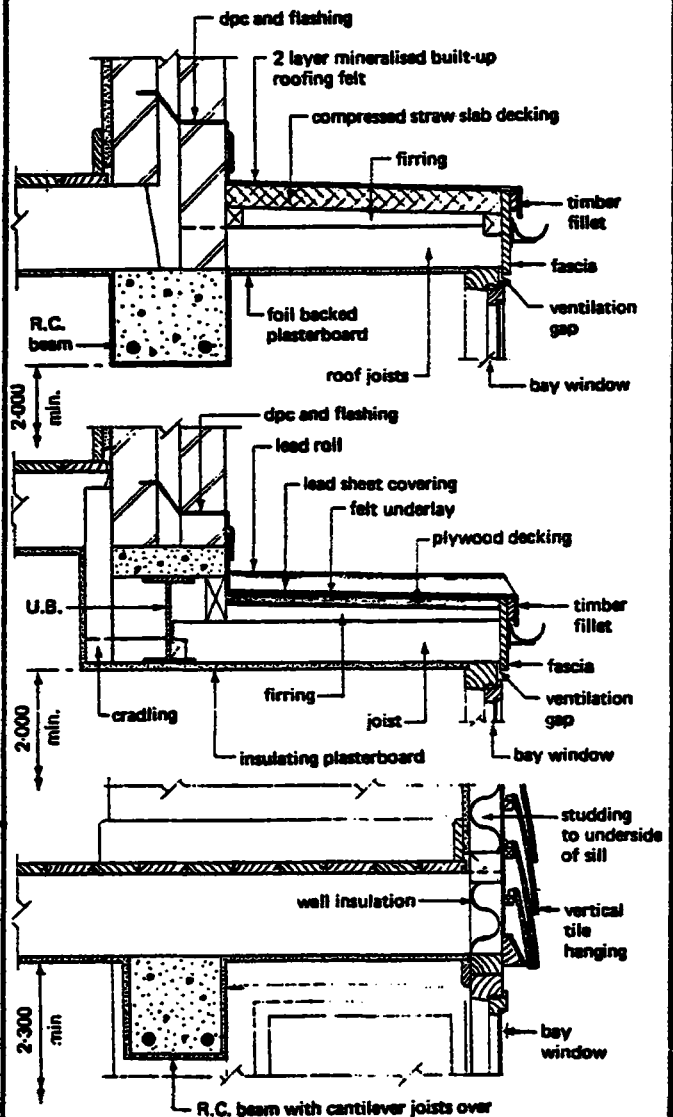 dpc and flashing
2 layer mineralised built-up
roofing felt
compressed straw slab decking
firring
timber
fillet
fascia
ventilation
gap
foil backed
plasterboard
R.C.
beam
roof joists
bay window
2·000
min.
dpc and flashing
lead roll
lead sheet covering
felt underlay
plywood decking
U.B.
timber
fillet
fascia
ventilation
gap
firring
joist
cradling
2·000
min.
insulating plasterboard
bay window
studding
to underside
of sill
wall insulation
vertical
tile
hanging
2·300
min
bay
window
R.C. beam with cantilever joists over